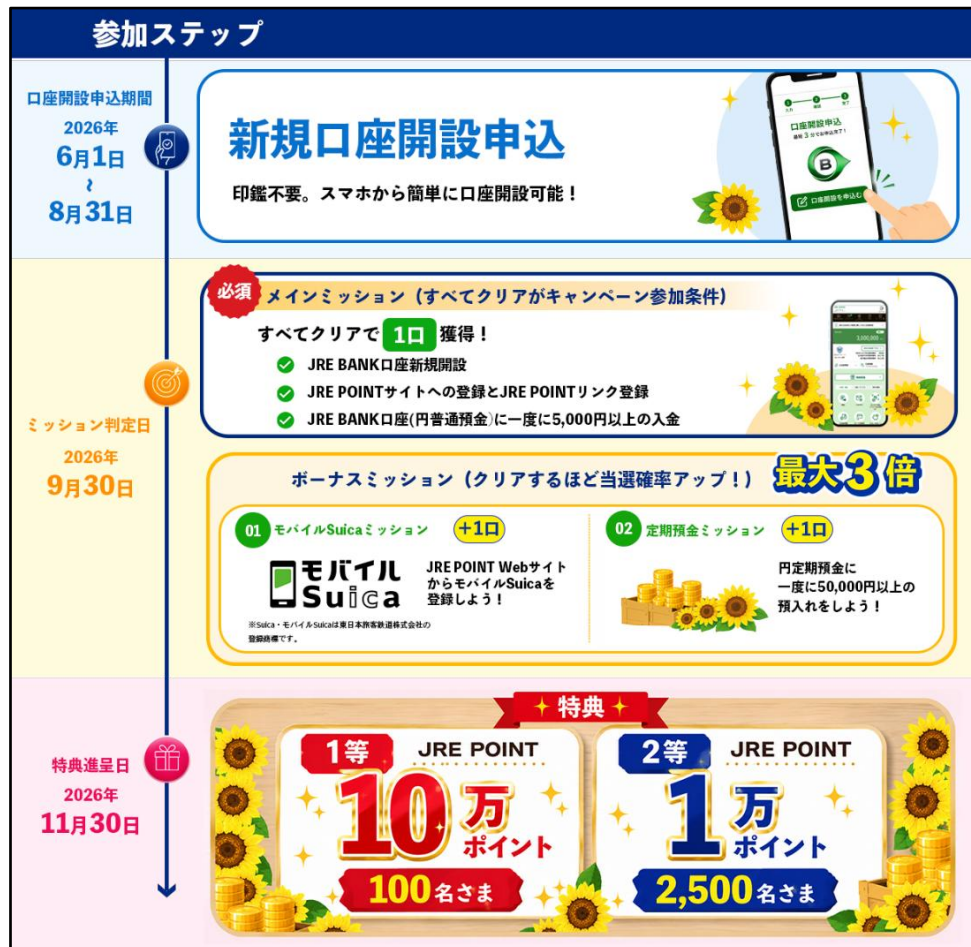 参加ステップ
口座開設申込期間
2026年
6月1日
~
8月31日
新規口座開設申込
印鑑不要。スマホから簡単に口座開設可能！
1
2
3
口座開設申込
最短3分でお申込完了！
B
口座開設を申込む
ミッション判定日
2026年
9月30日
必須
メインミッション（すべてクリアがキャンペーン参加条件）
すべてクリアで 1口 獲得！
JRE BANK口座新規開設
JRE POINTサイトへの登録とJRE POINTリンク登録
JRE BANK口座(円普通預金)に一度に5,000円以上の入金
ボーナスミッション（クリアするほど当選確率アップ！） 最大3倍
01 モバイルSuicaミッション +1口
モバイル
Suica
JRE POINT Webサイト
からモバイルSuicaを
登録しよう！
※Suica・モバイルSuicaは東日本旅客鉄道株式会社の
登録商標です。
02 定期預金ミッション +1口
円定期預金に
一度に50,000円以上の
預入れをしよう！
特典進呈日
2026年
11月30日
特典
1等 JRE POINT
10万
ポイント
100名さま
2等 JRE POINT
1万
ポイント
2,500名さま